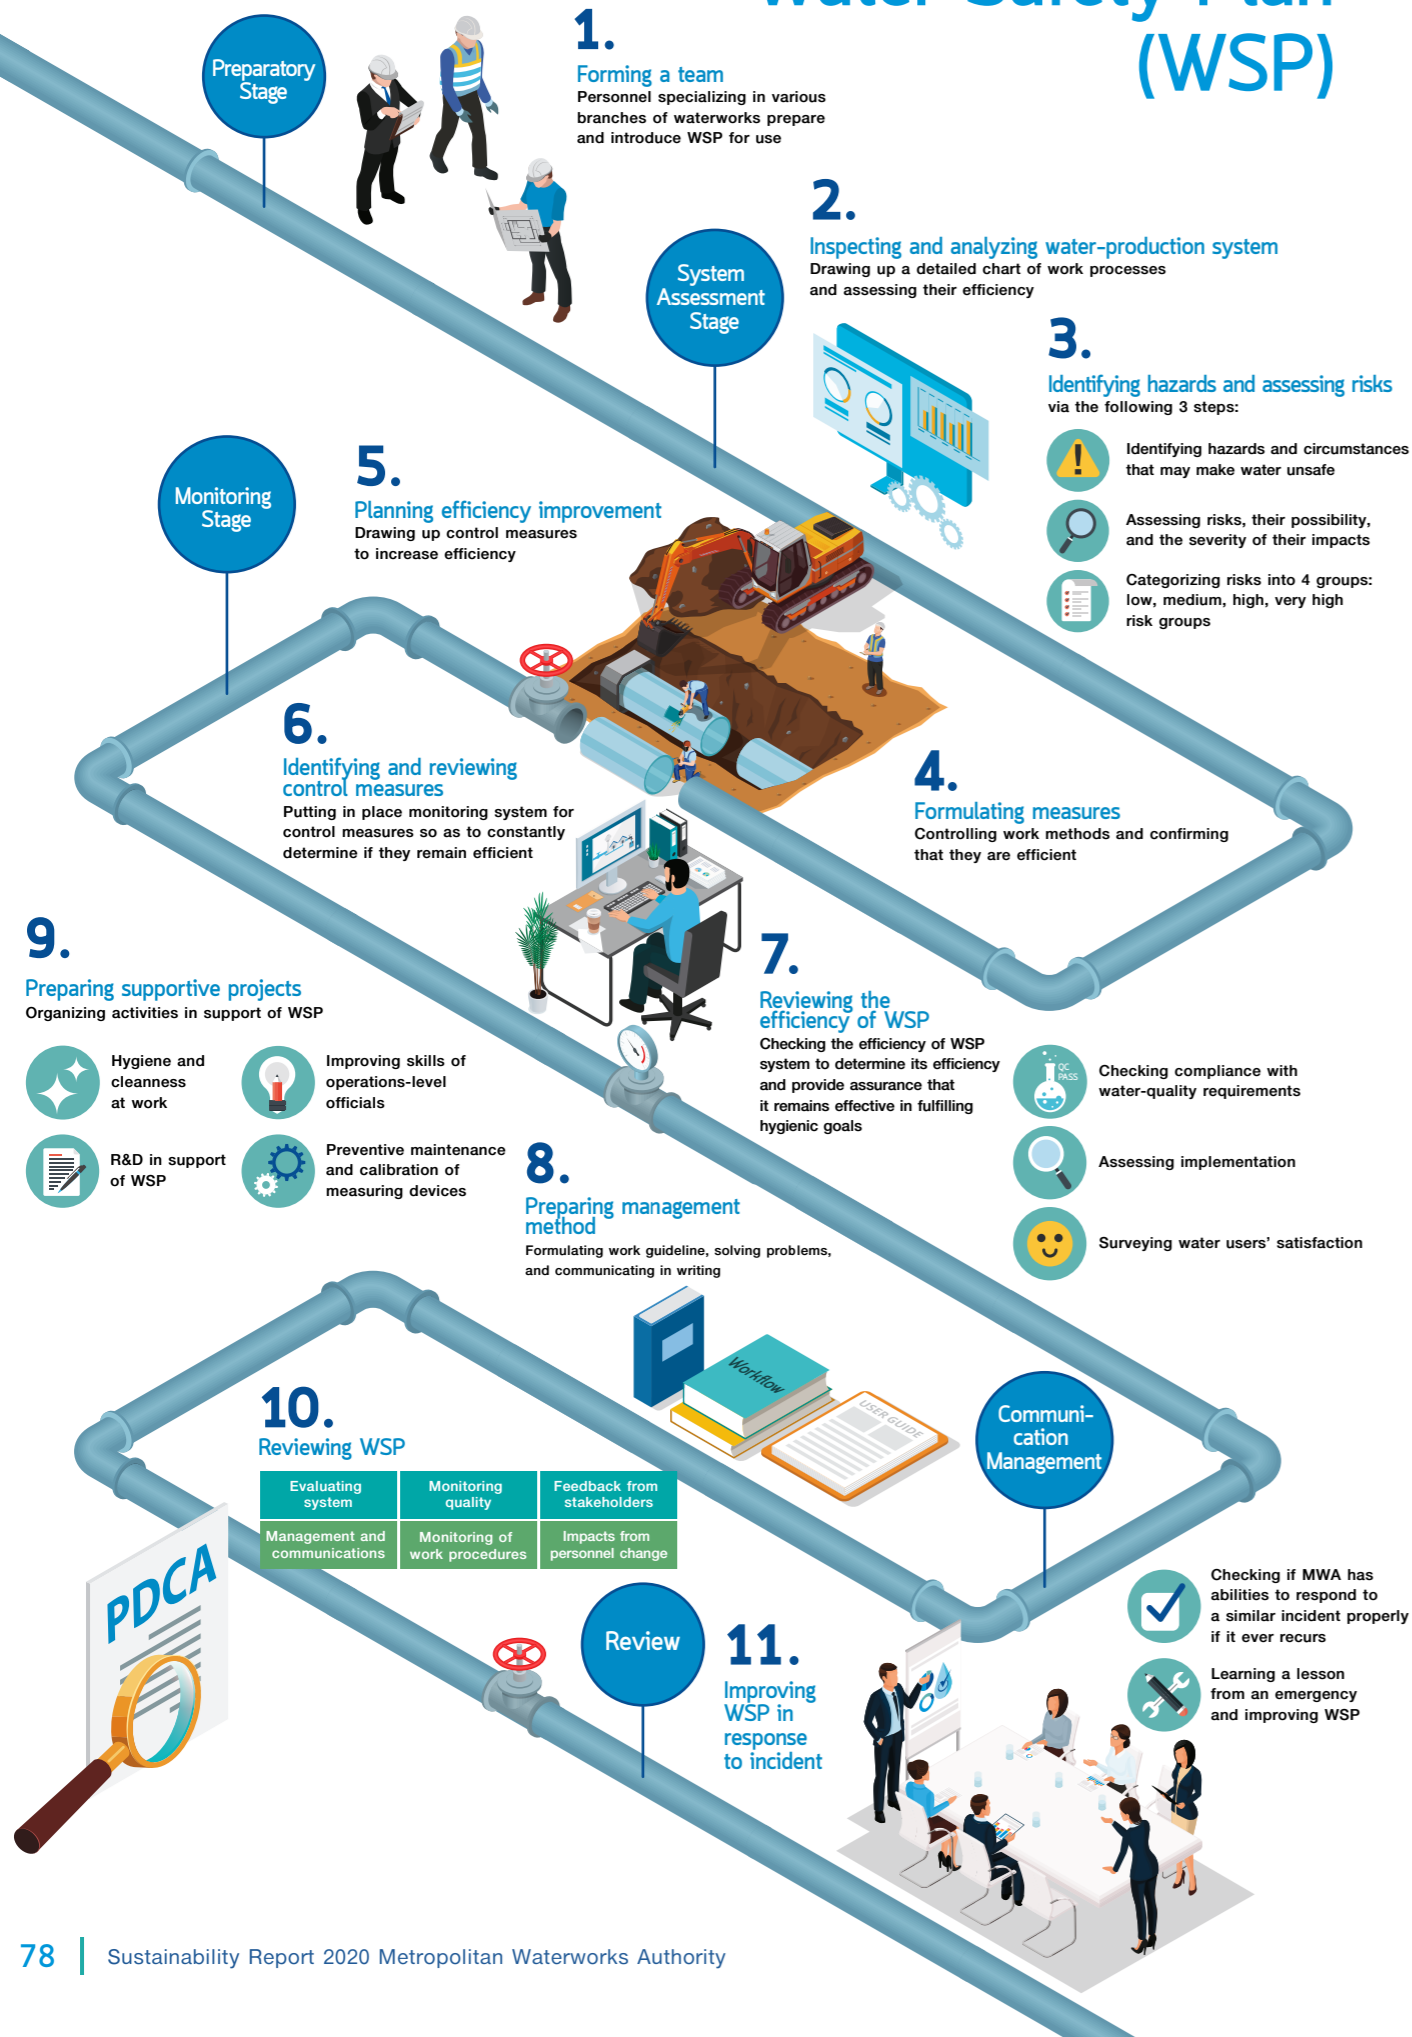 Water Safety Plan
(WSP)
Preparatory
Stage
1.
Forming a team
Personnel specializing in various
branches of waterworks prepare
and introduce WSP for use
2.
Inspecting and analyzing water-production system
Drawing up a detailed chart of work processes
and assessing their efficiency
System
Assessment
Stage
3.
Identifying hazards and assessing risks
via the following 3 steps:
Identifying hazards and circumstances
that may make water unsafe
Assessing risks, their possibility,
and the severity of their impacts
Categorizing risks into 4 groups:
low, medium, high, very high
risk groups
Monitoring
Stage
5.
Planning efficiency improvement
Drawing up control measures
to increase efficiency
4.
Formulating measures
Controlling work methods and confirming
that they are efficient
6.
Identifying and reviewing
control measures
Putting in place monitoring system for
control measures so as to constantly
determine if they remain efficient
7.
Reviewing the
efficiency of WSP
Checking the efficiency of WSP
system to determine its efficiency
and provide assurance that
it remains effective in fulfilling
hygienic goals
QC
PASS
Checking compliance with
water-quality requirements
Assessing implementation
Surveying water users' satisfaction
9.
Preparing supportive projects
Organizing activities in support of WSP
Hygiene and
cleanness
at work
Improving skills of
operations-level
officials
R&D in support
of WSP
Preventive maintenance
and calibration of
measuring devices
8.
Preparing management
method
Formulating work guideline, solving problems,
and communicating in writing
Workflow
USER GUIDE
Communi-
cation
Management
10.
Reviewing WSP
Evaluating
system
Monitoring
quality
Feedback from
stakeholders
Management and
communications
Monitoring of
work procedures
Impacts from
personnel change
PDCA
Review
11.
Improving
WSP in
response
to incident
Checking if MWA has
abilities to respond to
a similar incident properly
if it ever recurs
Learning a lesson
from an emergency
and improving WSP
78
Sustainability Report 2020 Metropolitan Waterworks Authority